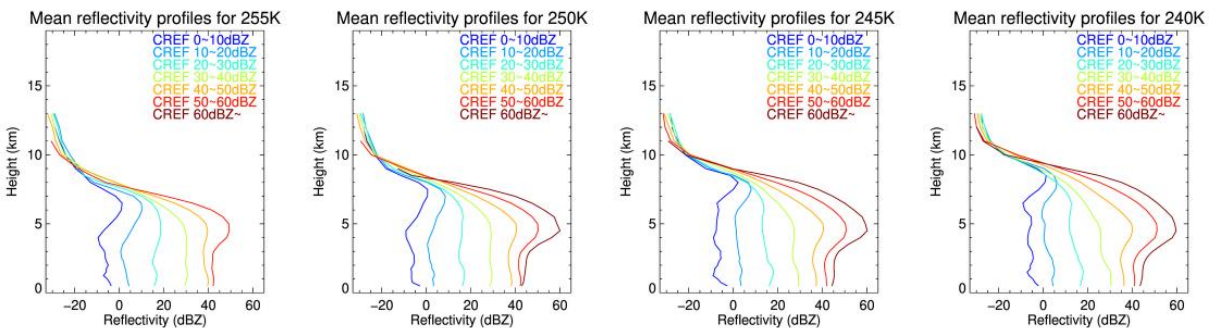 Mean reflectivity profiles for 255K
CREF 0~10dBZ
CREF 10~20dBZ
CREF 20~30dBZ
CREF 30~40dBZ
CREF 40~50dBZ
CREF 50~60dBZ
CREF 60dBZ~
15
10
5
0
Height (km)
−20 0 20 40 60
Reflectivity (dBZ)
Mean reflectivity profiles for 250K
CREF 0~10dBZ
CREF 10~20dBZ
CREF 20~30dBZ
CREF 30~40dBZ
CREF 40~50dBZ
CREF 50~60dBZ
CREF 60dBZ~
15
10
5
0
Height (km)
−20 0 20 40 60
Reflectivity (dBZ)
Mean reflectivity profiles for 245K
CREF 0~10dBZ
CREF 10~20dBZ
CREF 20~30dBZ
CREF 30~40dBZ
CREF 40~50dBZ
CREF 50~60dBZ
CREF 60dBZ~
15
10
5
0
Height (km)
−20 0 20 40 60
Reflectivity (dBZ)
Mean reflectivity profiles for 240K
CREF 0~10dBZ
CREF 10~20dBZ
CREF 20~30dBZ
CREF 30~40dBZ
CREF 40~50dBZ
CREF 50~60dBZ
CREF 60dBZ~
15
10
5
0
Height (km)
−20 0 20 40 60
Reflectivity (dBZ)